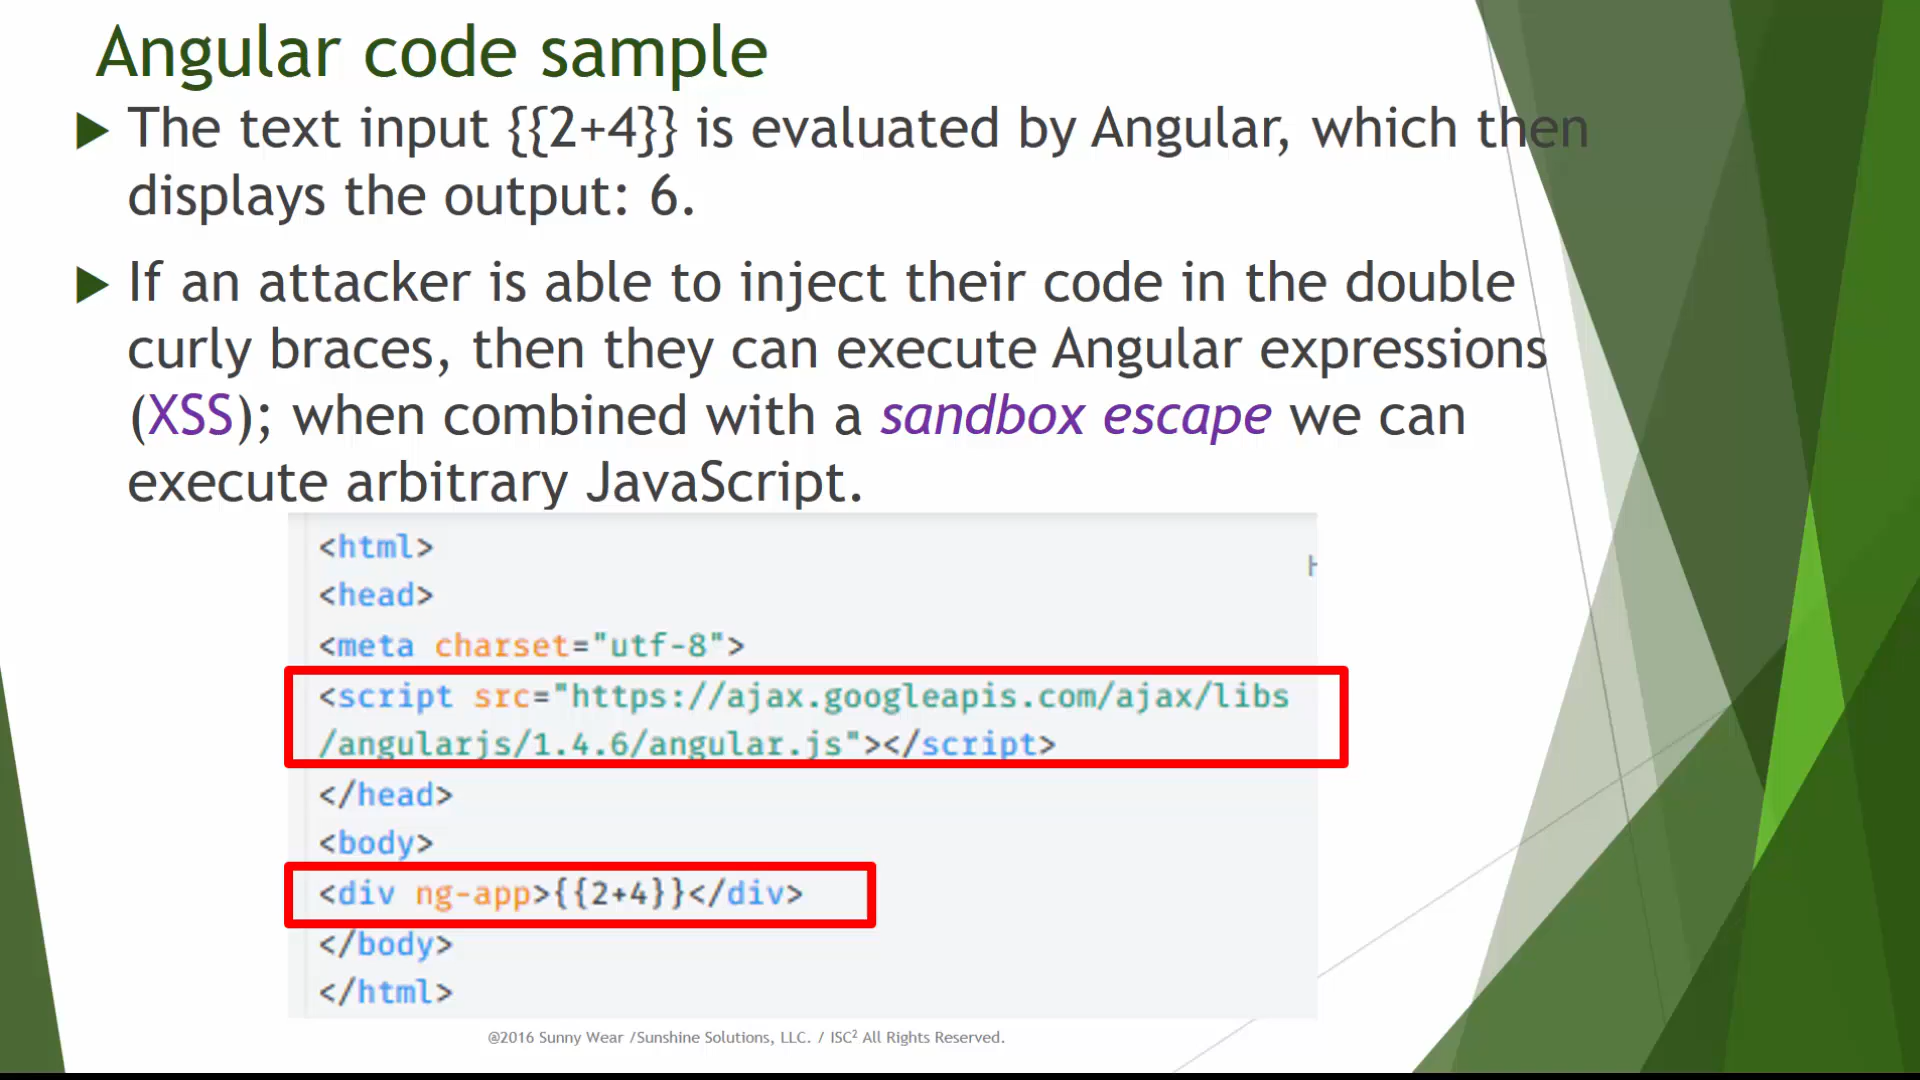 Angular code sample
The text input {{2+4}} is evaluated by Angular, which then
displays the output: 6.
If an attacker is able to inject their code in the double
curly braces, then they can execute Angular expressions
(XSS); when combined with a sandbox escape we can
execute arbitrary JavaScript.
<html>
<head>
<meta charset="utf-8">
<script src="https://ajax.googleapis.com/ajax/libs
/angularjs/1.4.6/angular.js"></script>
</head>
<body>
<div ng-app>{{2+4}}</div>
</body>
</html>
@2016 Sunny Wear /Sunshine Solutions, LLC. / ISC² All Rights Reserved.